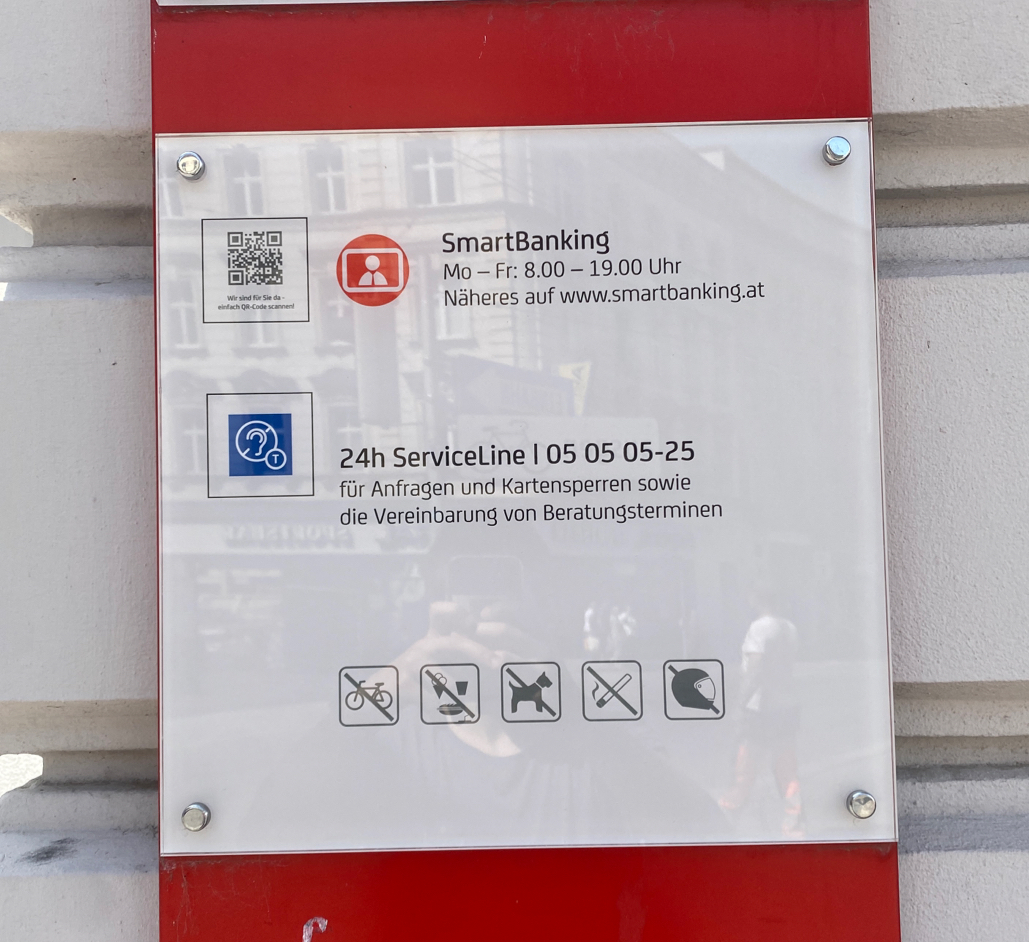 Wir sind für Sie da -
einfach QR-Code scannen!
SmartBanking
Mo – Fr: 8.00 – 19.00 Uhr
Näheres auf www.smartbanking.at
T
24h ServiceLine | 05 05 05-25
für Anfragen und Kartensperren sowie
die Vereinbarung von Beratungsterminen